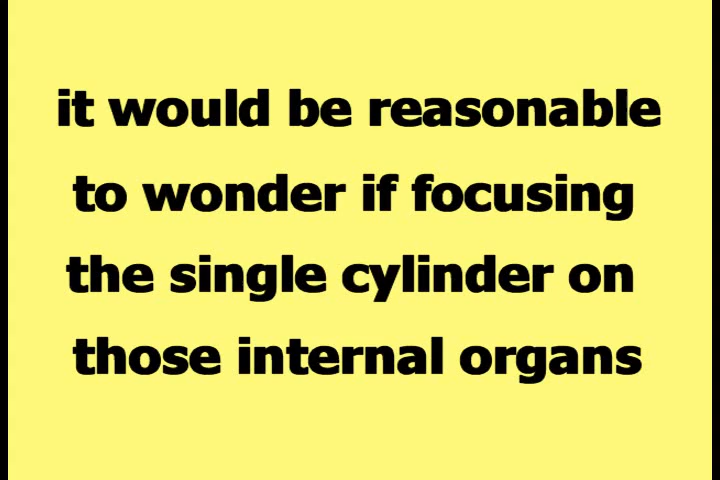 it would be reasonable
to wonder if focusing
the single cylinder on
those internal organs